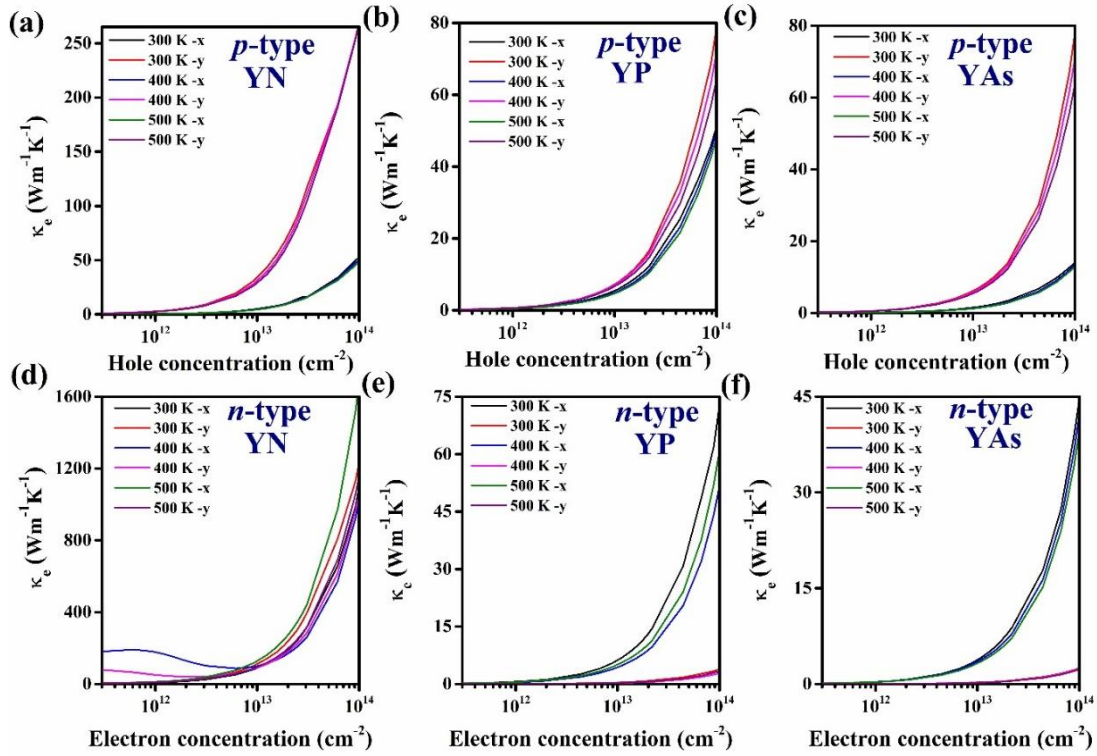 (a)
p-type
YN
300 K -x
300 K -y
400 K -x
400 K -y
500 K -x
500 K -y
250
200
150
100
50
0
κe (Wm-1K-1)
10^12
10^13
10^14
Hole concentration (cm-2)
(b)
p-type
YP
300 K -x
300 K -y
400 K -x
400 K -y
500 K -x
500 K -y
80
60
40
20
0
κe (Wm-1K-1)
10^12
10^13
10^14
Hole concentration (cm-2)
(c)
p-type
YAs
300 K -x
300 K -y
400 K -x
400 K -y
500 K -x
500 K -y
80
60
40
20
0
κe (Wm-1K-1)
10^12
10^13
10^14
Hole concentration (cm-2)
(d)
n-type
YN
300 K -x
300 K -y
400 K -x
400 K -y
500 K -x
500 K -y
1600
1200
800
400
0
κe (Wm-1K-1)
10^12
10^13
10^14
Electron concentration (cm-2)
(e)
n-type
YP
300 K -x
300 K -y
400 K -x
400 K -y
500 K -x
500 K -y
75
60
45
30
15
0
κc (Wm-1K-1)
10^12
10^13
10^14
Electron concentration (cm-2)
(f)
n-type
YAs
300 K -x
300 K -y
400 K -x
400 K -y
500 K -x
500 K -y
45
30
15
0
κe (Wm-1K-1)
10^12
10^13
10^14
Electron concentration (cm-2)